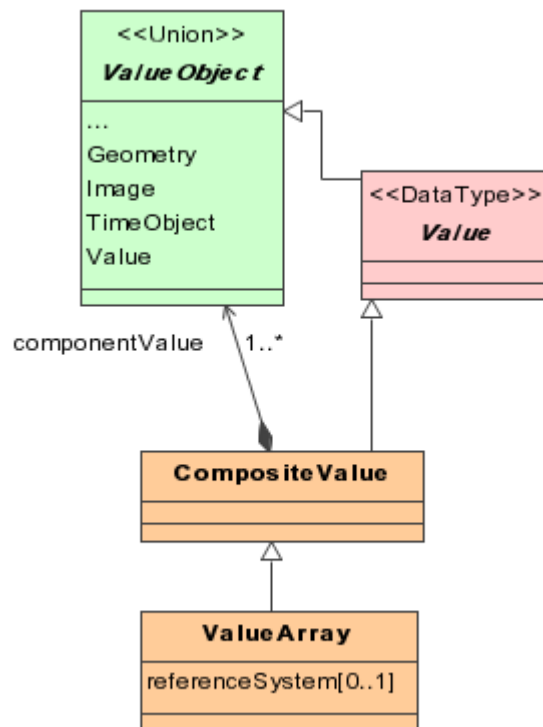 <<Union>>
ValueObject
...
Geometry
Image
TimeObject
Value
<<DataType>>
Value
componentValue 1..*
CompositeValue
ValueArray
referenceSystem[0..1]